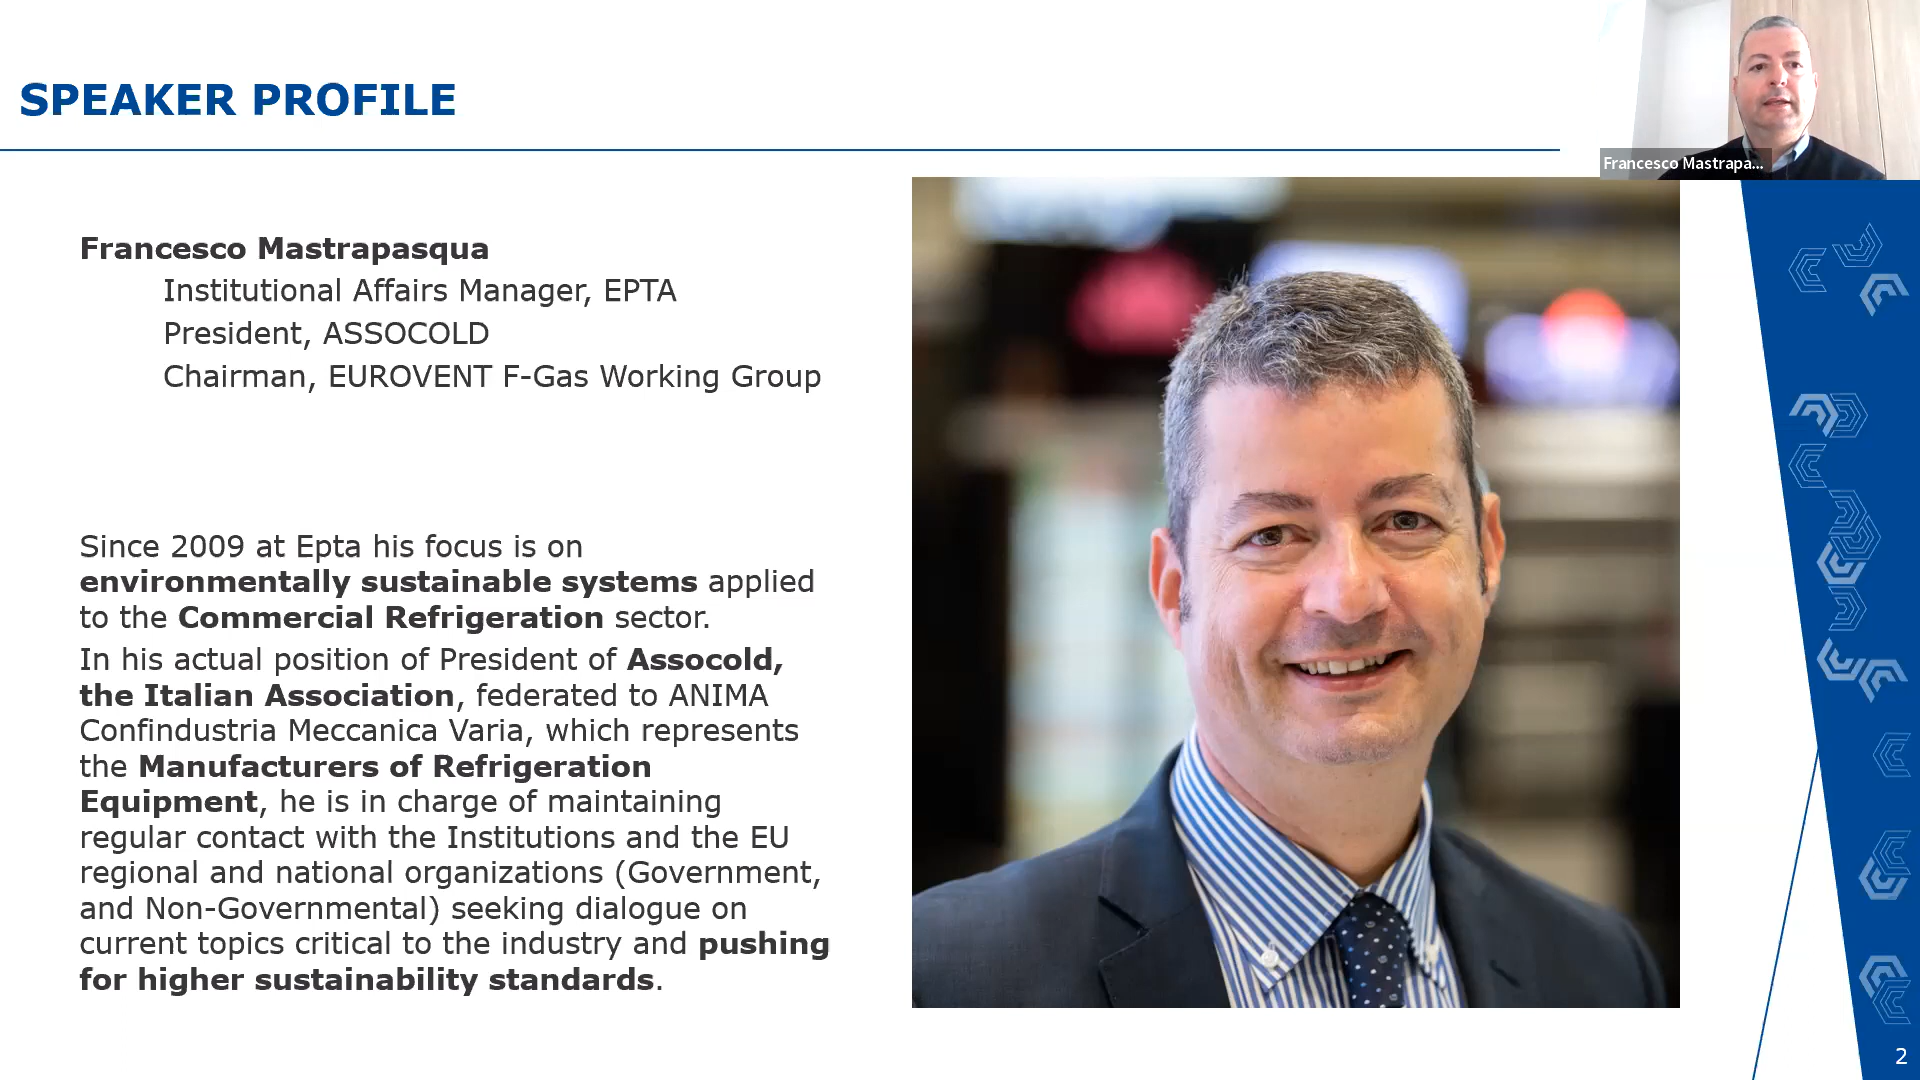 SPEAKER PROFILE
Francesco Mastrapa...
Francesco Mastrapasqua
Institutional Affairs Manager, EPTA
President, ASSOCOLD
Chairman, EUROVENT F-Gas Working Group
Since 2009 at Epta his focus is on
environmentally sustainable systems applied
to the Commercial Refrigeration sector.
In his actual position of President of Assocold,
the Italian Association, federated to ANIMA
Confindustria Meccanica Varia, which represents
the Manufacturers of Refrigeration
Equipment, he is in charge of maintaining
regular contact with the Institutions and the EU
regional and national organizations (Government,
and Non-Governmental) seeking dialogue on
current topics critical to the industry and pushing
for higher sustainability standards.
2